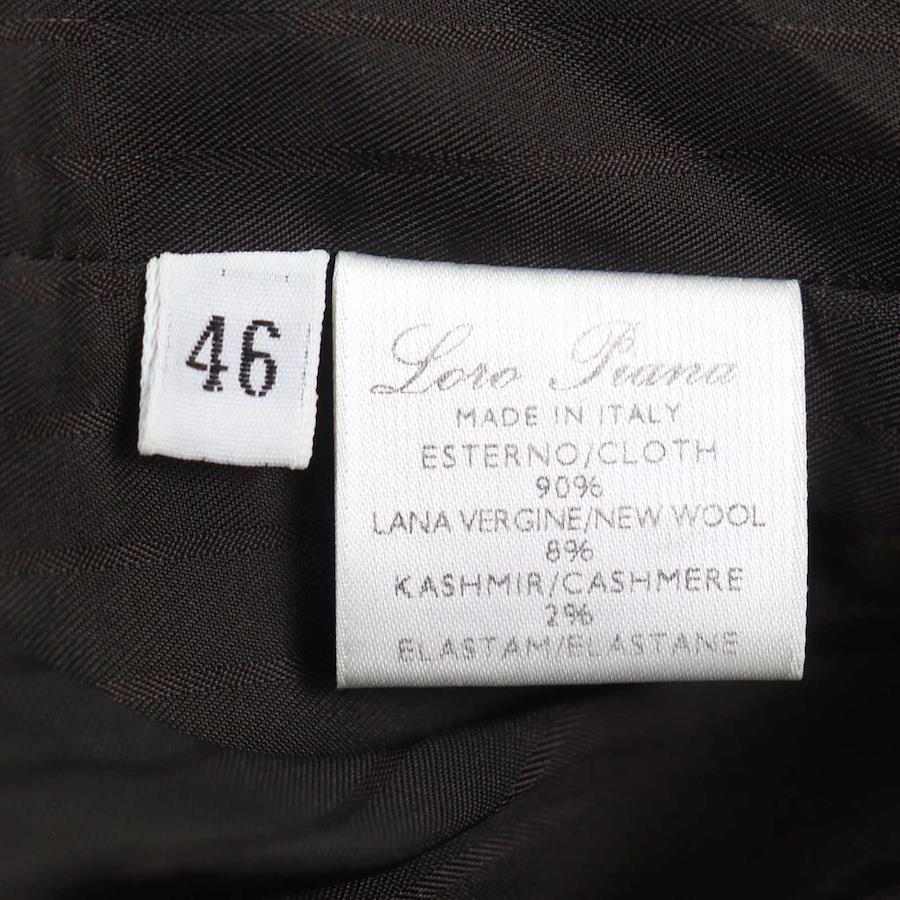 46
Loro Piana
MADE IN ITALY
ESTERNO/CLOTH
90%
LANA VERGINE/NEW WOOL
8%
KASHMIR/CASHMERE
2%
ELASTAM/ELASTANE